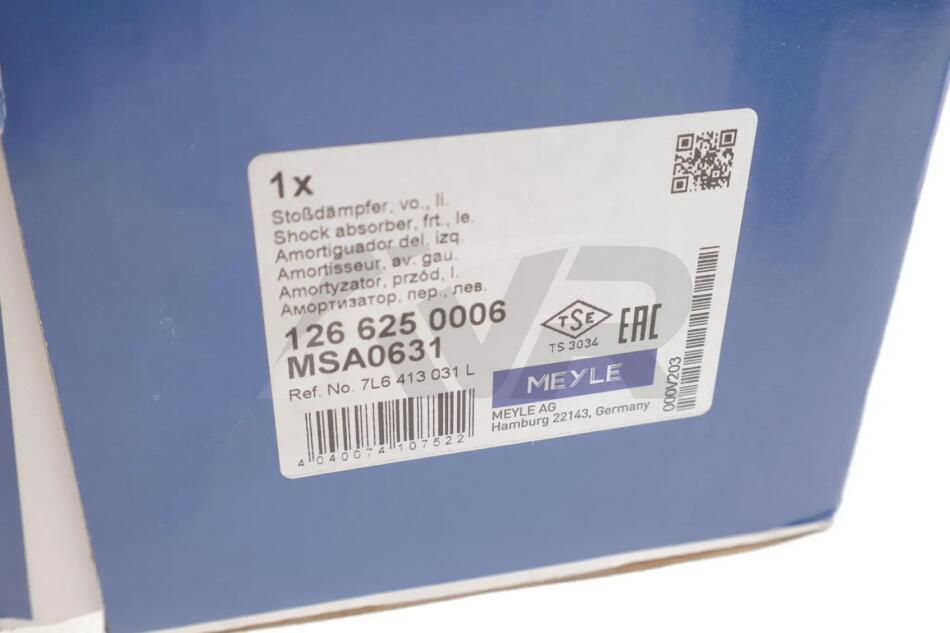 1x
Stoßdämpfer, vo., li.
Shock absorber, frt., le.
Amortiguador del, izq.
Amortisseur, av. gau.
Amortyzator, przód, l.
Амортизатор, пер., лев.
126 625 0006
MSA0631
Ref. No. 7L6 413 031 L
4 040074 107522
TSE
TS 3034
EAC
MEYLE
MEYLE AG
Hamburg 22143, Germany
000V203
AVR